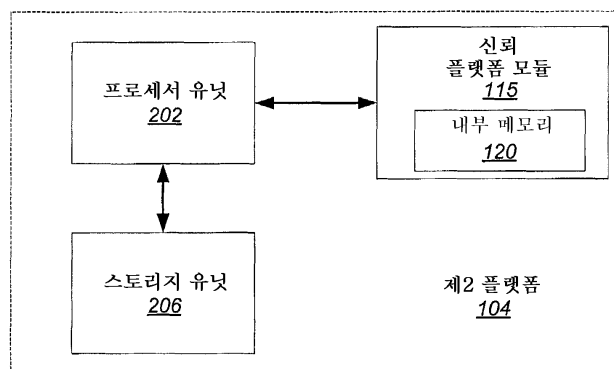 프로세서 유닛
202
신뢰
플랫폼 모듈
115
내부 메모리
120
스토리지 유닛
206
제2 플랫폼
104